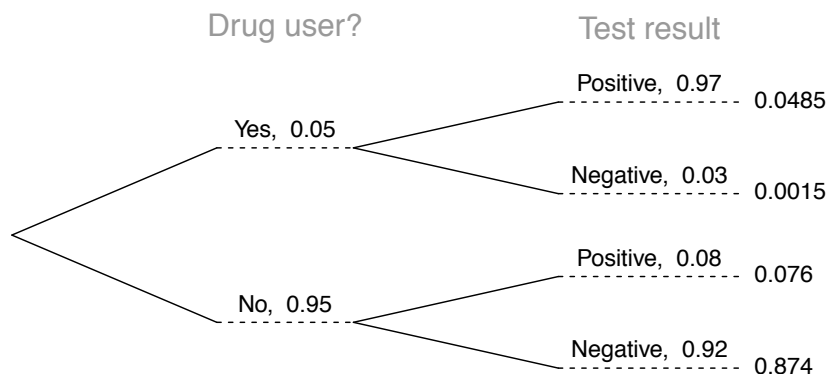 Drug user?
Test result
Positive, 0.97
0.0485
Yes, 0.05
Negative, 0.03
0.0015
Positive, 0.08
0.076
No, 0.95
Negative, 0.92
0.874